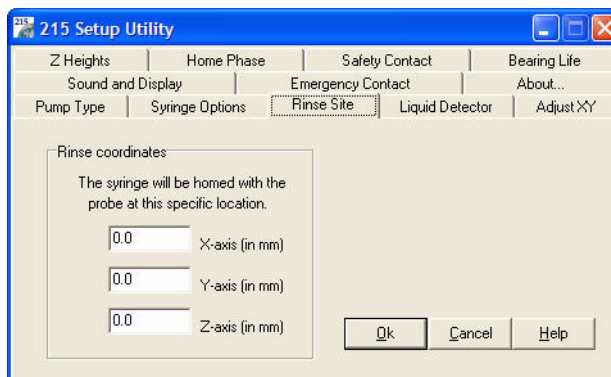 215 215 Setup Utility
Z Heights Home Phase Safety Contact Bearing Life
Sound and Display Emergency Contact About...
Pump Type Syringe Options Rinse Site Liquid Detector Adjust XY
Rinse coordinates
The syringe will be homed with the
probe at this specific location.
0.0 X-axis (in mm)
0.0 Y-axis (in mm)
0.0 Z-axis (in mm)
Ok Cancel Help